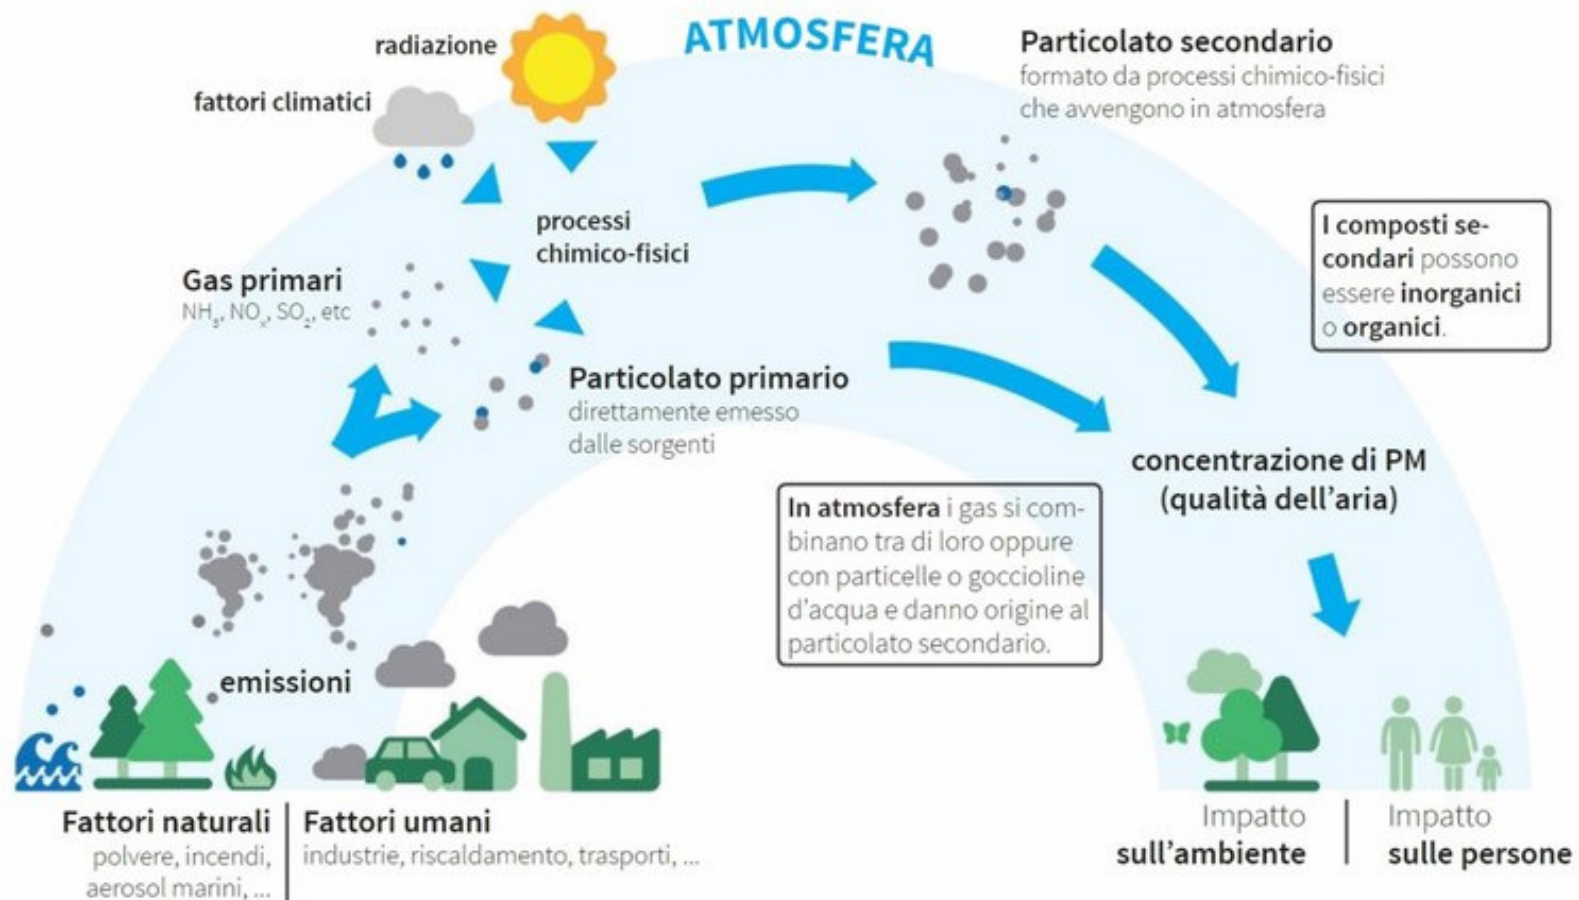 ATMOSFERA
radiazione
fattori climatici
Particolato secondario
formato da processi chimico-fisici
che avvengono in atmosfera
processi
chimico-fisici
Gas primari
NH₃, NOₓ, SO₂, etc
I composti se-
condari possono
essere inorganici
o organici.
Particolato primario
direttamente emesso
dalle sorgenti
concentrazione di PM
(qualità dell'aria)
In atmosfera i gas si com-
binano tra di loro oppure
con particelle o goccioline
d'acqua e danno origine al
particolato secondario.
emissioni
Fattori naturali
polvere, incendi,
aerosol marini, ...
Fattori umani
industrie, riscaldamento, trasporti, ...
Impatto
sull'ambiente
Impatto
sulle persone